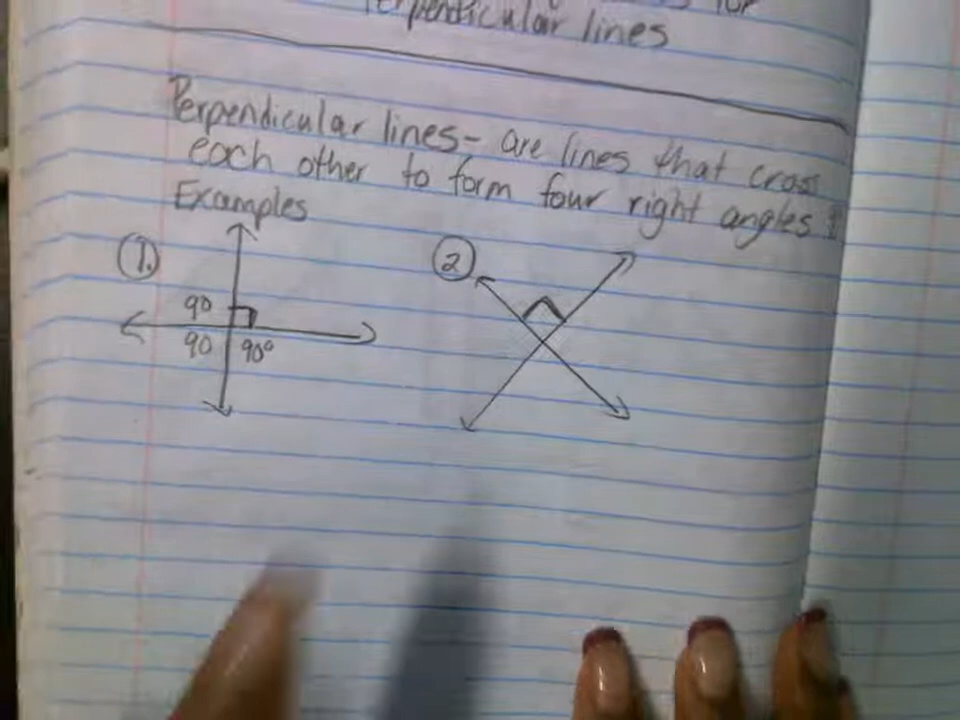 Perpendicular lines
Perpendicular lines- are lines that cross
each other to form four right angles!
Examples
1.
2
90
90 90°